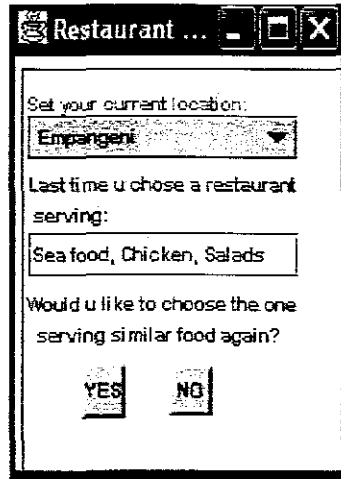 Restaurant ...
Set your current location:
Empangeni
Last time u chose a restaurant
serving:
Sea food, Chicken, Salads
Would u like to choose the one
serving similar food again?
YES NO